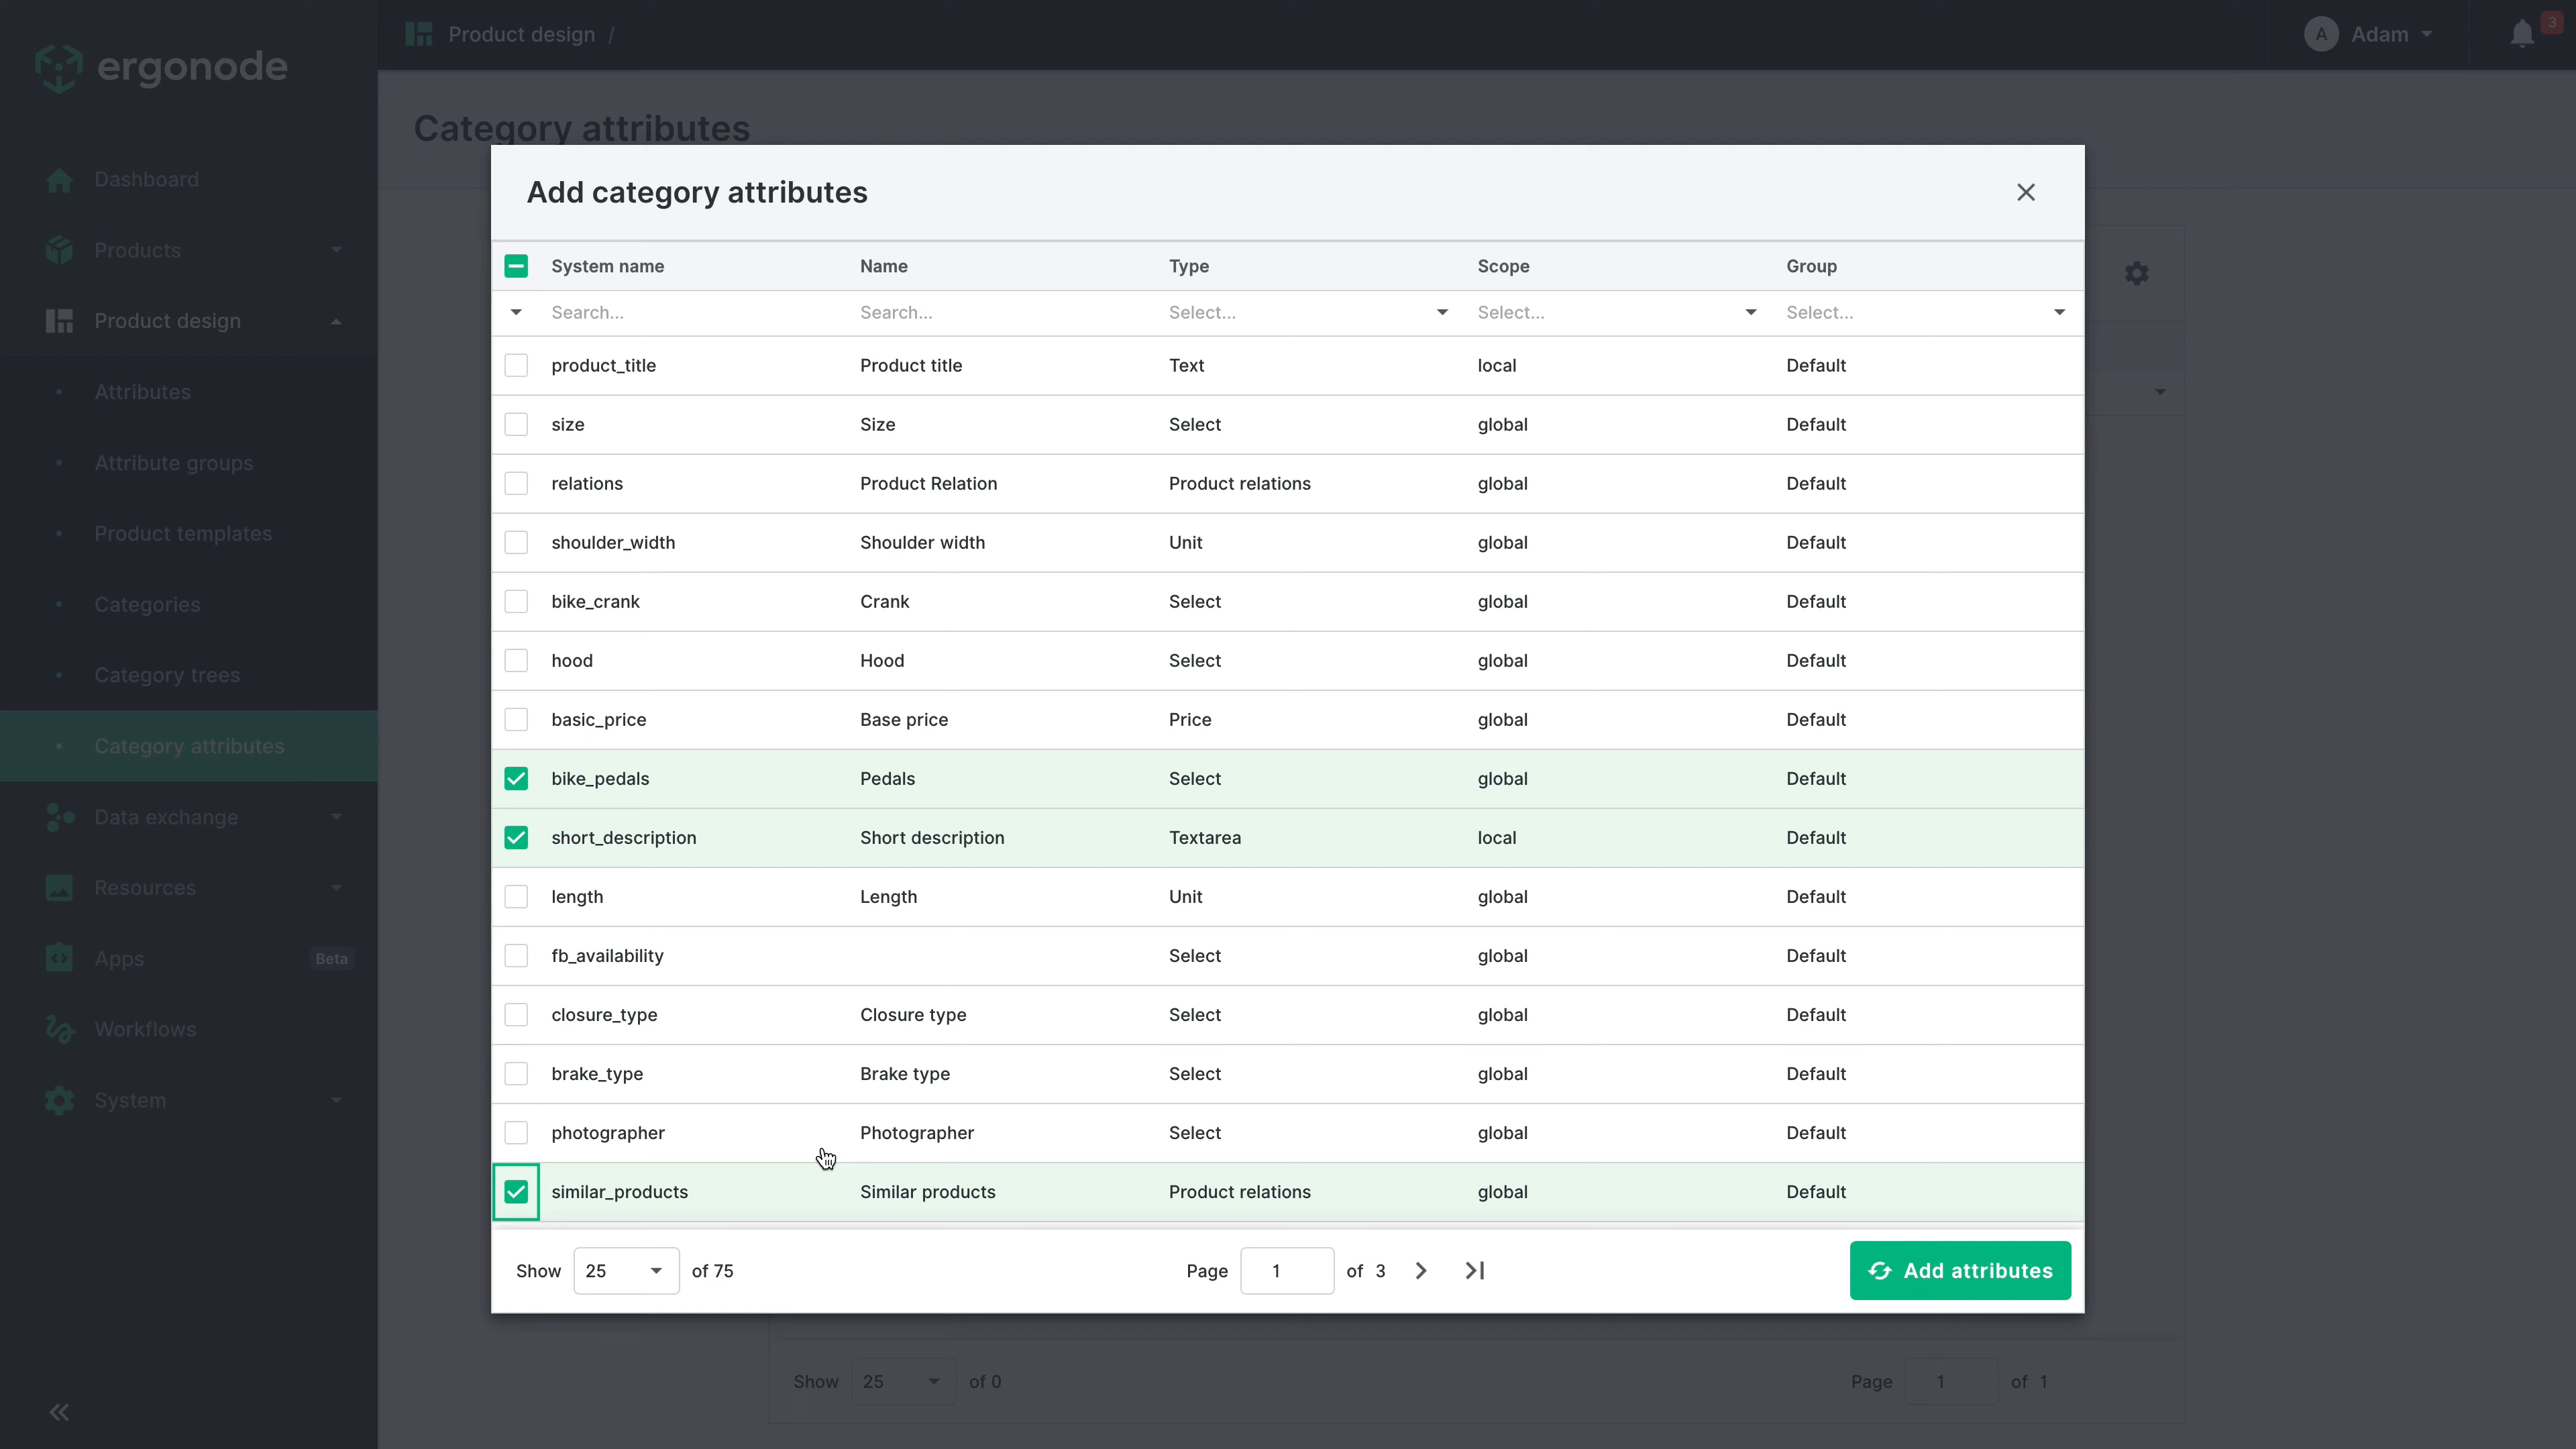 ergonode
Product design /
A Adam
3
Category attributes
Dashboard
Products
Product design
Attributes
Attribute groups
Product templates
Categories
Category trees
Category attributes
Data exchange
Resources
Apps Beta
Workflows
System
Add category attributes
System name Name Type Scope Group
Search... Search... Select... Select... Select...
product_title Product title Text local Default
size Size Select global Default
relations Product Relation Product relations global Default
shoulder_width Shoulder width Unit global Default
bike_crank Crank Select global Default
hood Hood Select global Default
basic_price Base price Price global Default
bike_pedals Pedals Select global Default
short_description Short description Textarea local Default
length Length Unit global Default
fb_availability Select global Default
closure_type Closure type Select global Default
brake_type Brake type Select global Default
photographer Photographer Select global Default
similar_products Similar products Product relations global Default
Show 25 of 75 Page 1 of 3 Add attributes
Show 25 of 0 Page 1 of 1